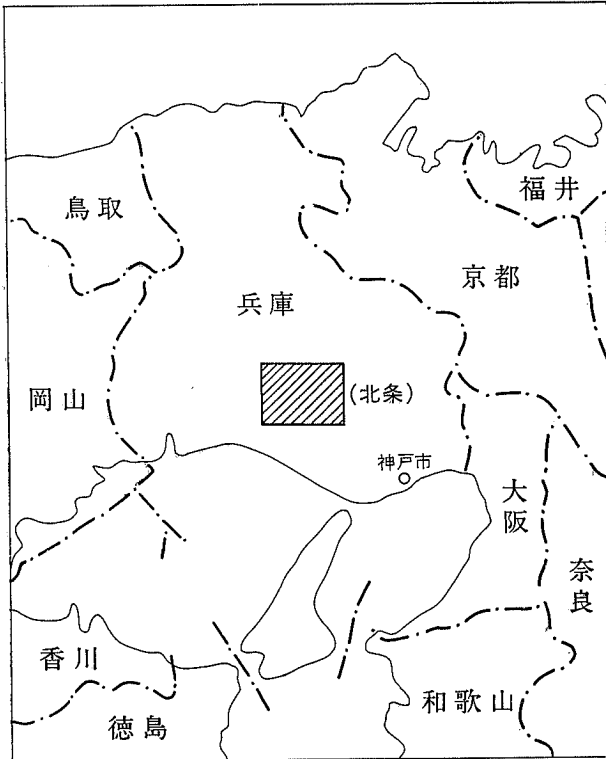 福井
鳥取
京都
兵庫
岡山
(北条)
神戸市
大阪
奈良
香川
和歌山
徳島